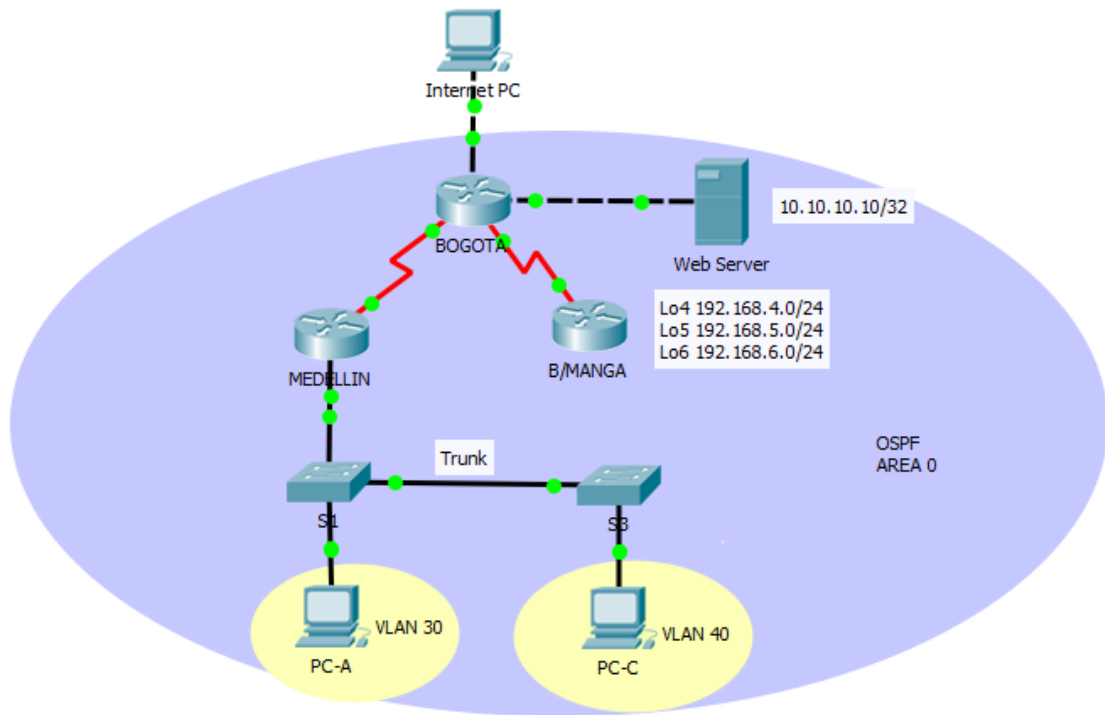 Internet PC
BOGOTA
10.10.10.10/32
Web Server
Lo4 192.168.4.0/24
Lo5 192.168.5.0/24
Lo6 192.168.6.0/24
MEDELLIN
B/MANGA
OSPF
AREA 0
Trunk
S1
S3
VLAN 30
VLAN 40
PC-A
PC-C